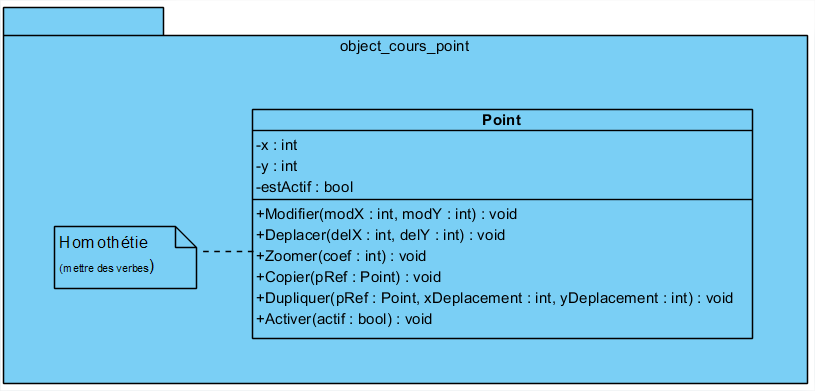 object_cours_point
Point
-x : int
-y : int
-estActif : bool
+Modifier(modX : int, modY : int) : void
+Deplacer(delX : int, delY : int) : void
Homothétie
(mettre des verbes)
+Zoomer(coef : int) : void
+Copier(pRef : Point) : void
+Dupliquer(pRef : Point, xDeplacement : int, yDeplacement : int) : void
+Activer(actif : bool) : void